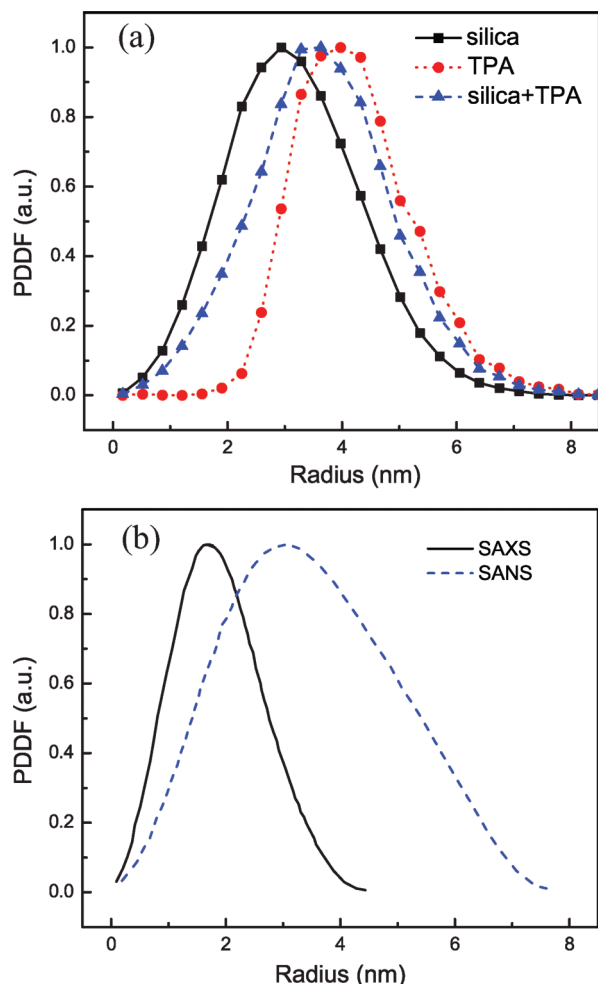 (a)
silica
TPA
silica+TPA
1.0
0.8
0.6
0.4
0.2
0.0
PDDF (a.u.)
0 2 4 6 8
Radius (nm)
(b)
SAXS
SANS
1.0
0.8
0.6
0.4
0.2
0.0
PDDF (a.u.)
0 2 4 6 8
Radius (nm)